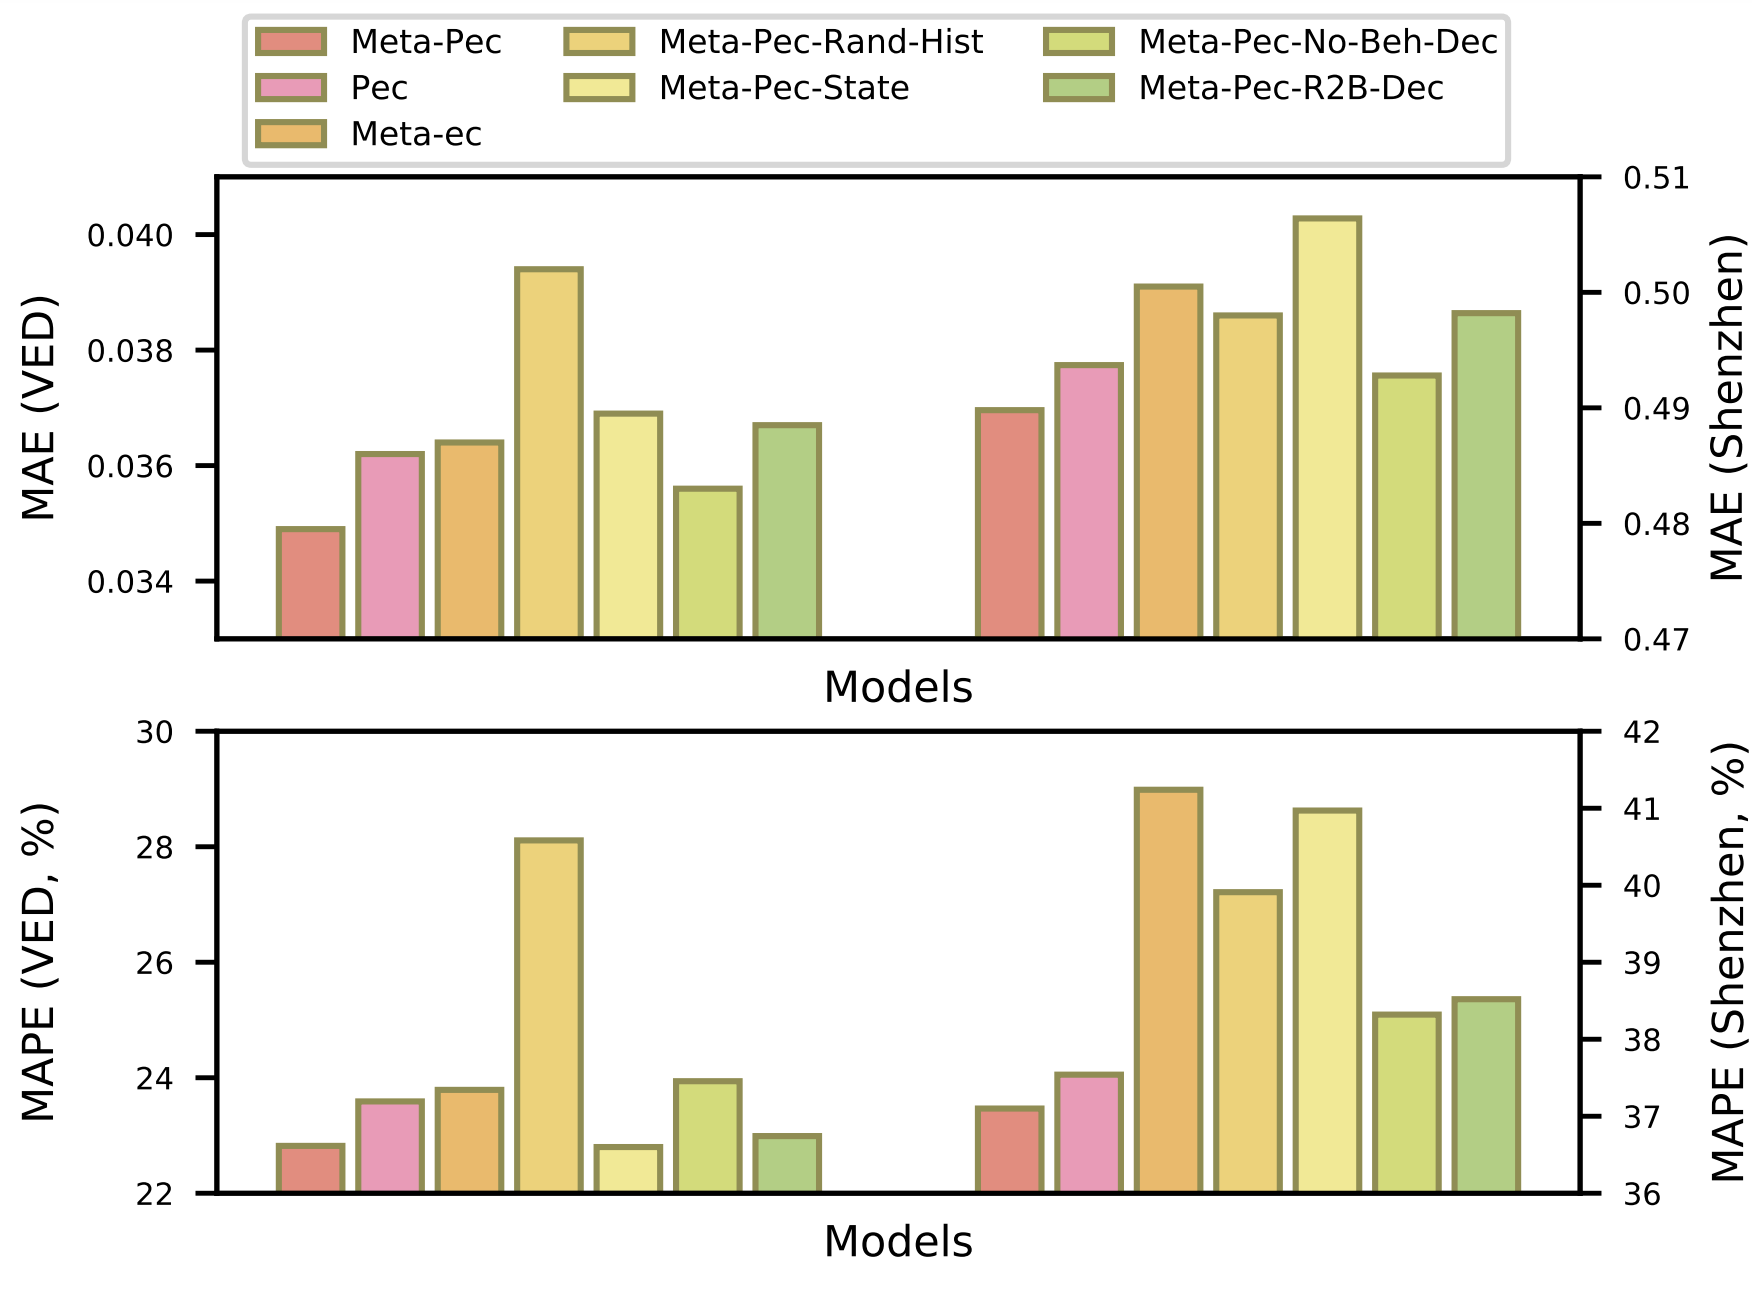 Meta-Pec
Pec
Meta-ec
Meta-Pec-Rand-Hist
Meta-Pec-State
Meta-Pec-No-Beh-Dec
Meta-Pec-R2B-Dec
MAE (VED)
0.040
0.038
0.036
0.034
0.51
0.50
0.49
0.48
0.47
MAE (Shenzhen)
Models
MAPE (VED, %)
30
28
26
24
22
42
41
40
39
38
37
36
MAPE (Shenzhen, %)
Models